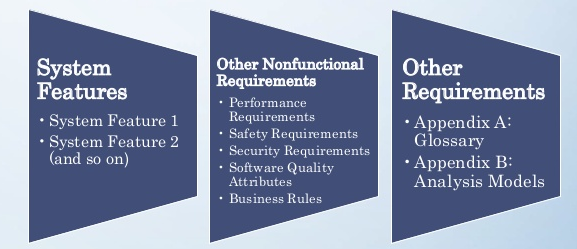 System
Features
• System Feature 1
• System Feature 2
(and so on)
Other Nonfunctional
Requirements
• Performance
Requirements
• Safety Requirements
• Security Requirements
• Software Quality
Attributes
• Business Rules
Other
Requirements
• Appendix A:
Glossary
• Appendix B:
Analysis Models